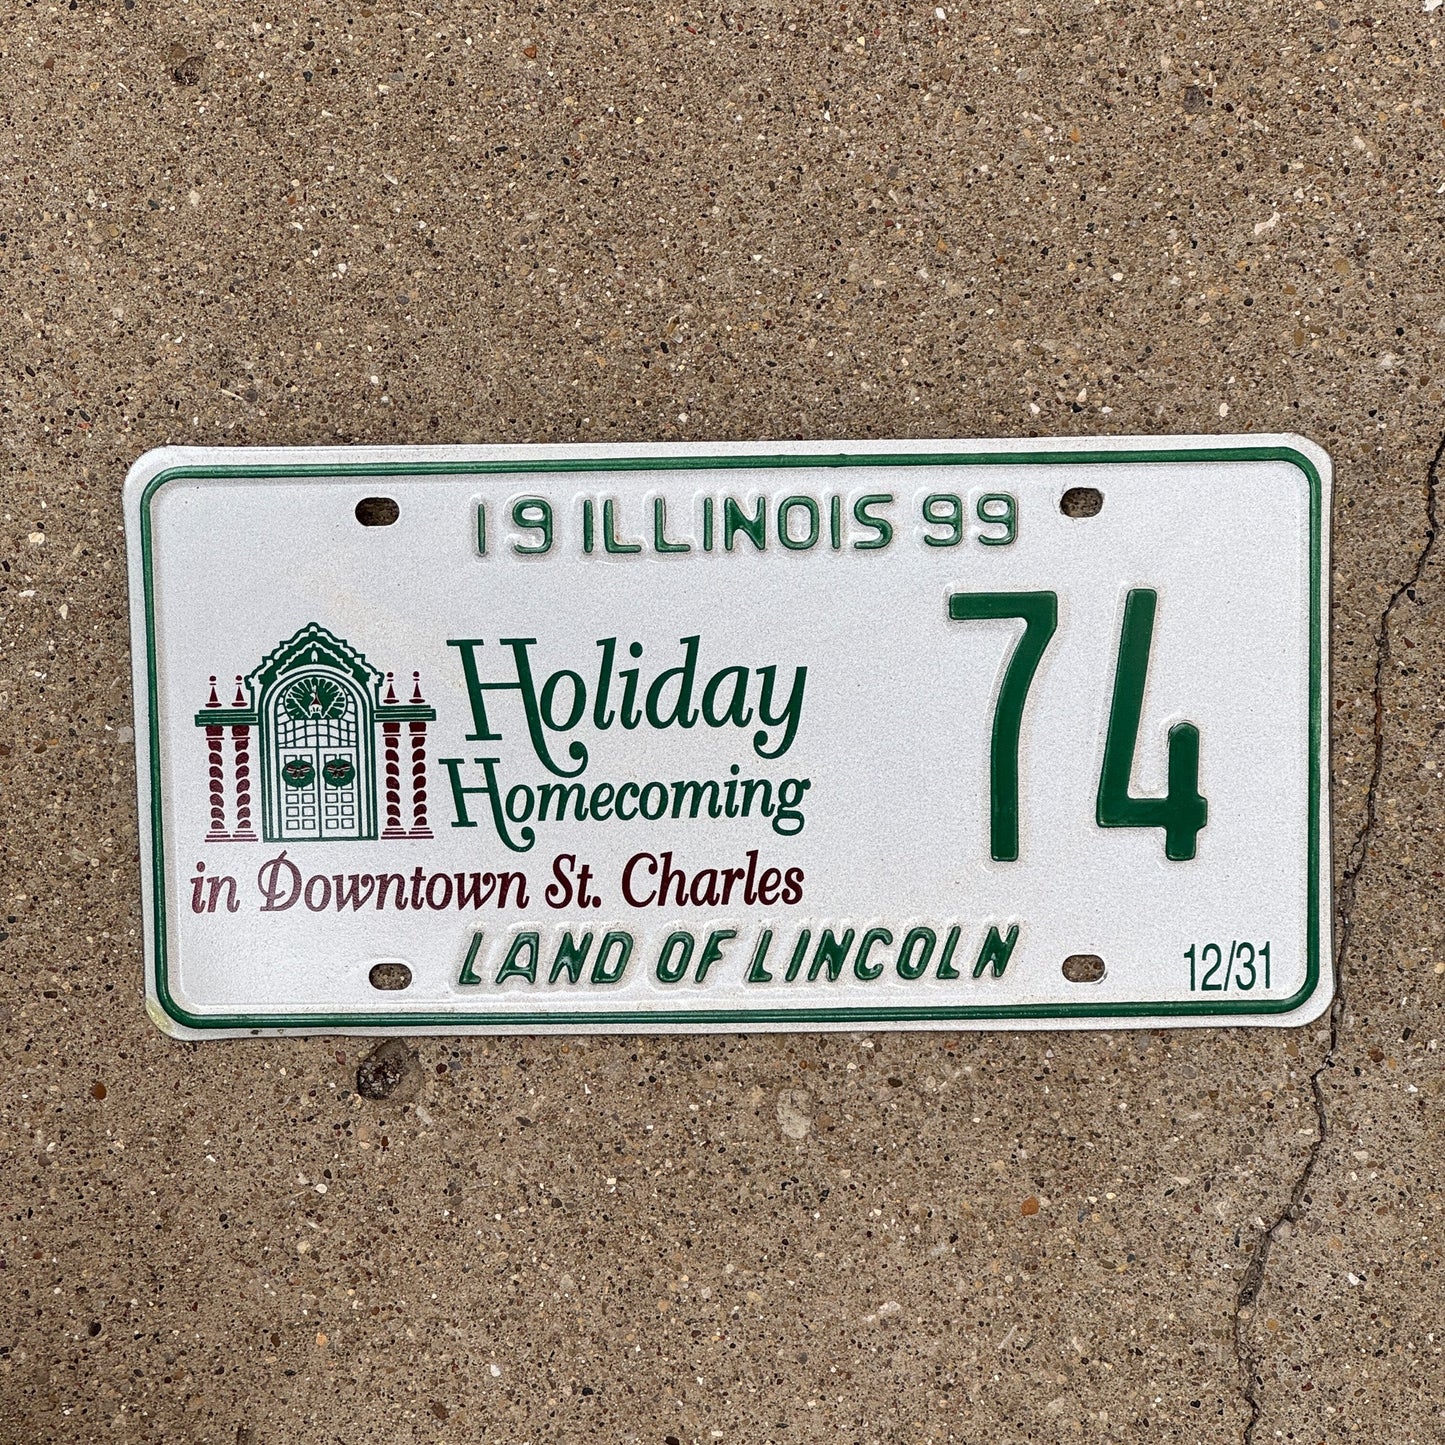 19 ILLINOIS 99
Holiday
Homecoming
in Downtown St. Charles
74
LAND OF LINCOLN
12/31